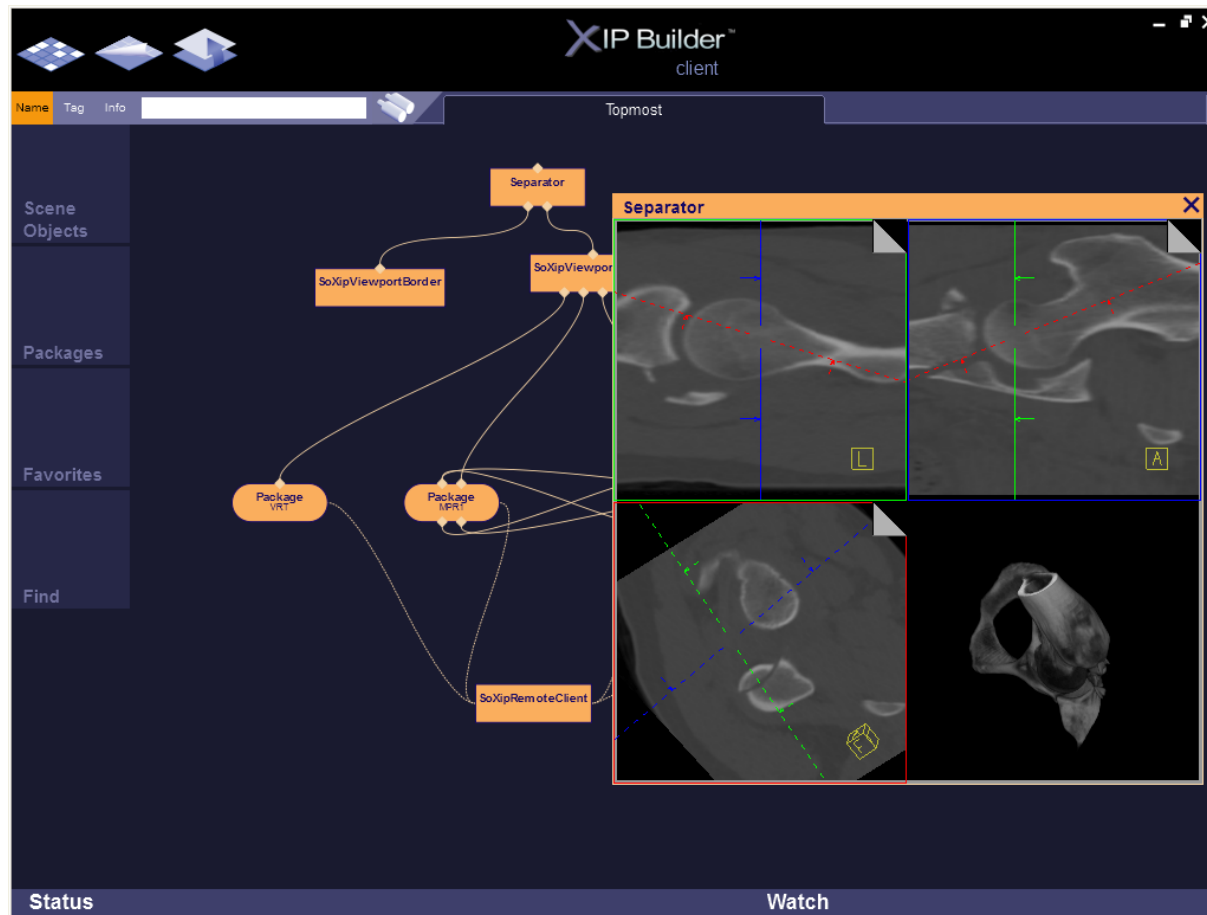 XIP Builder™
client
Name Tag Info
Topmost
Scene
Objects
Packages
Favorites
Find
Separator
SoXipViewportBorder
SoXipViewport
Package
VRT
Package
MPR1
SoXipRemoteClient
Separator
L
A
F
Status
Watch